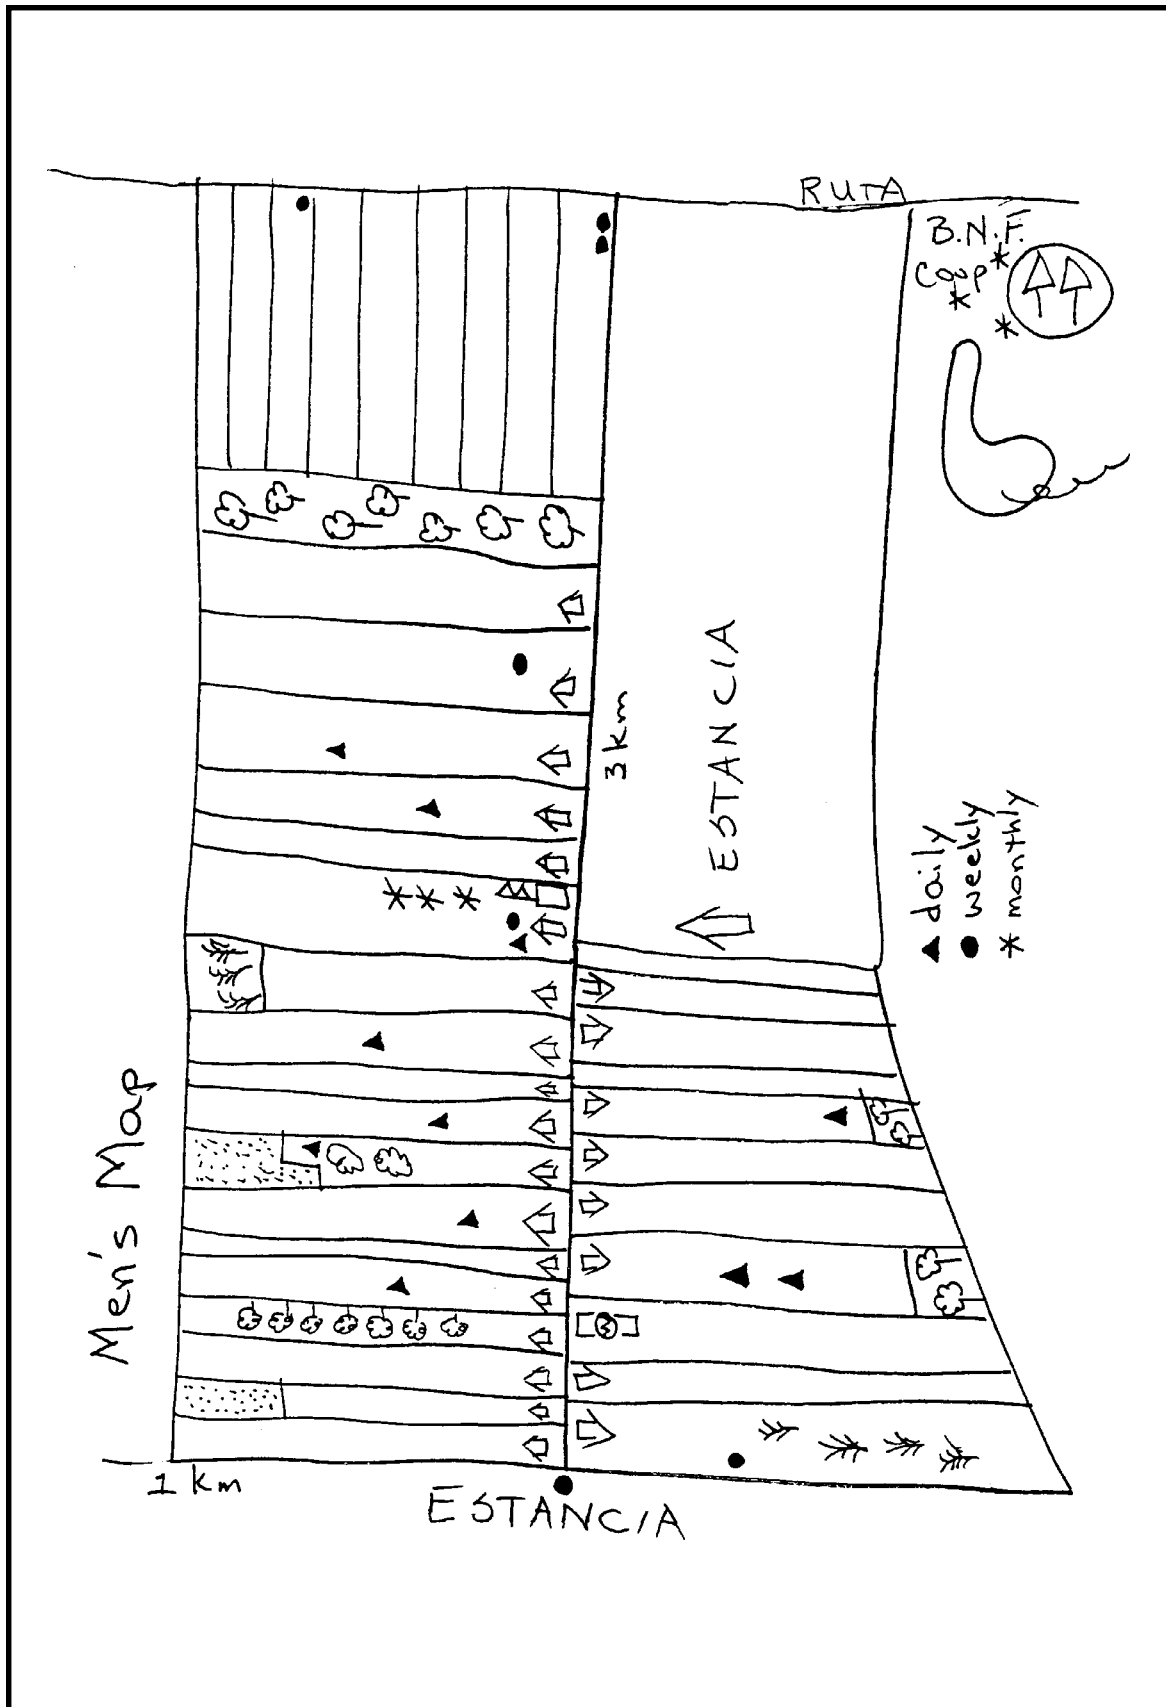 Men's Map
RUTA
B.N.F.
Coop
3 km
ESTANCIA
▲ daily
● weekly
* monthly
1 km
ESTANCIA